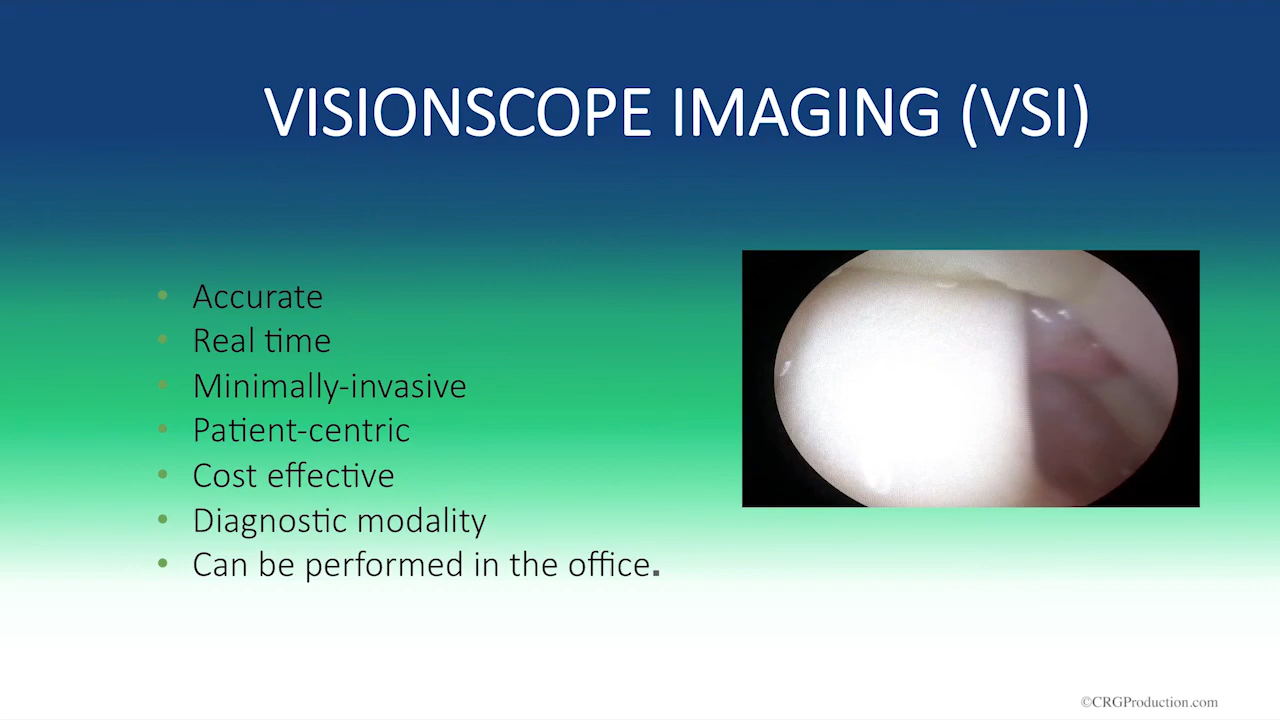 VISIONSCOPE IMAGING (VSI)
• Accurate
• Real time
• Minimally-invasive
• Patient-centric
• Cost effective
• Diagnostic modality
• Can be performed in the office.
©CRGProduction.com